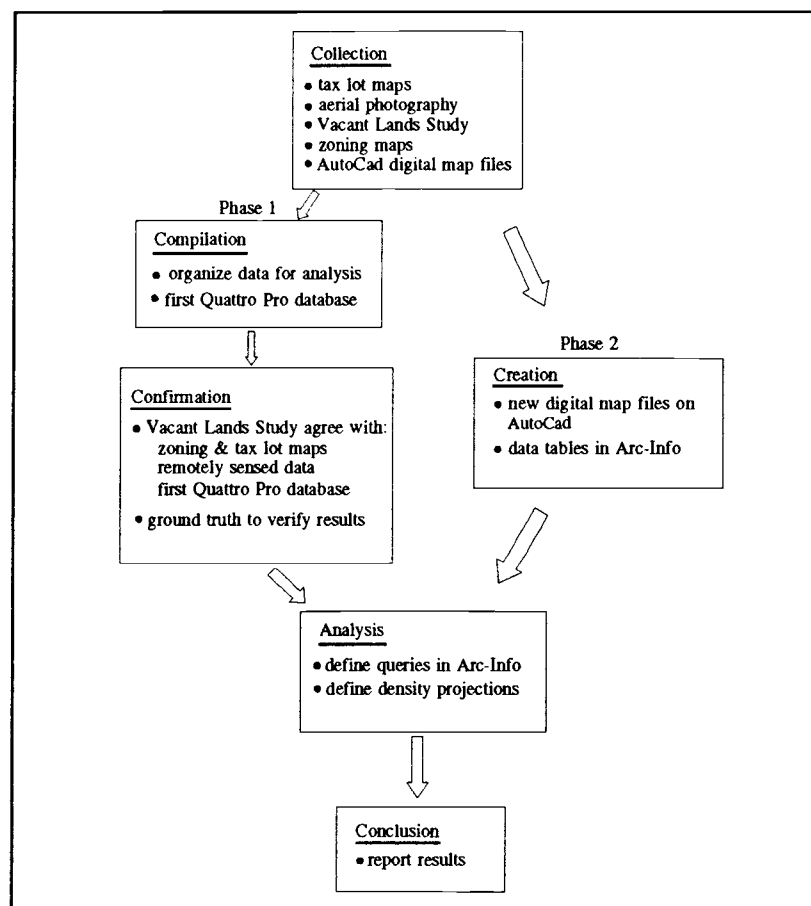 Collection
• tax lot maps
• aerial photography
• Vacant Lands Study
• zoning maps
• AutoCad digital map files
Phase 1
Compilation
• organize data for analysis
• first Quattro Pro database
Confirmation
• Vacant Lands Study agree with:
zoning & tax lot maps
remotely sensed data
first Quattro Pro database
• ground truth to verify results
Phase 2
Creation
• new digital map files on
AutoCad
• data tables in Arc-Info
Analysis
• define queries in Arc-Info
• define density projections
Conclusion
• report results